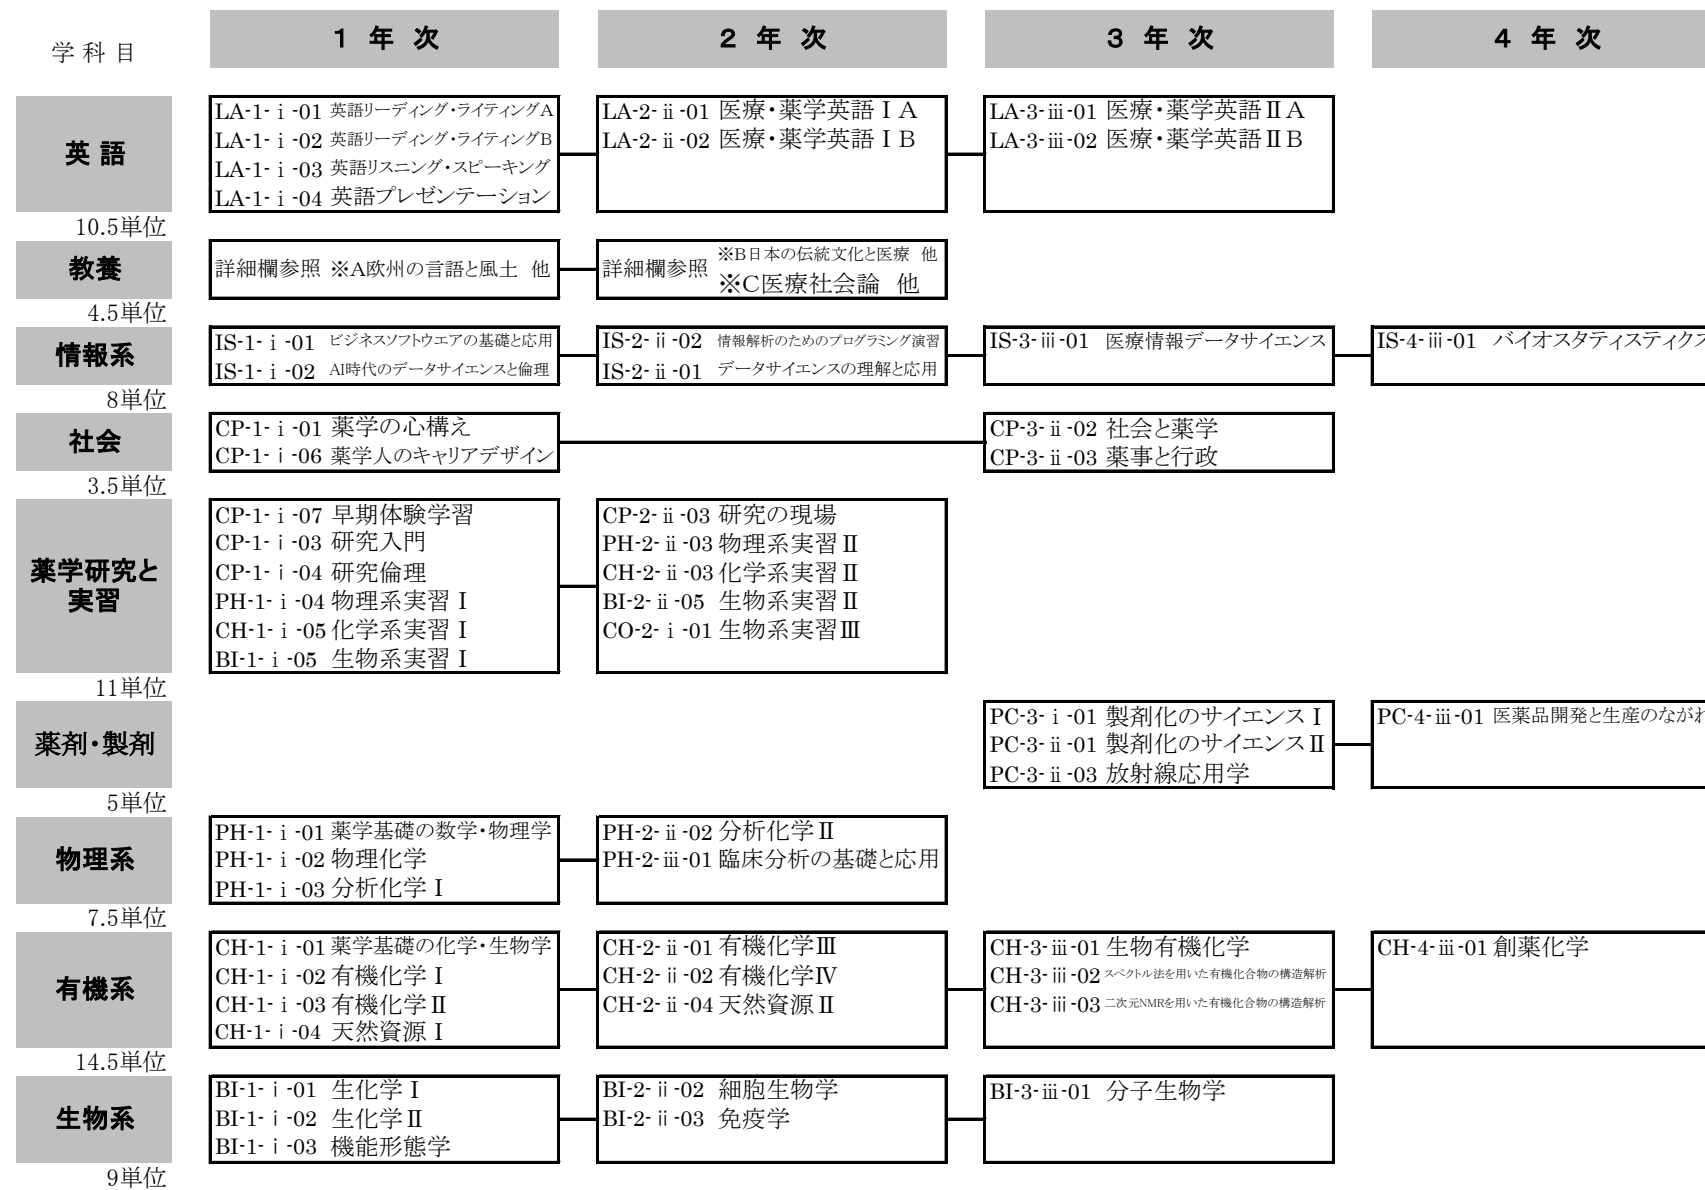 学科目 １年次 ２年次 ３年次 ４年次
英語
LA-1-ⅰ-01 英語リーディング・ライティングA
LA-1-ⅰ-02 英語リーディング・ライティングB
LA-1-ⅰ-03 英語リスニング・スピーキング
LA-1-ⅰ-04 英語プレゼンテーション
LA-2-ⅱ-01 医療・薬学英語ⅠA
LA-2-ⅱ-02 医療・薬学英語ⅠB
LA-3-ⅲ-01 医療・薬学英語ⅡA
LA-3-ⅲ-02 医療・薬学英語ⅡB
10.5単位
教養
詳細欄参照 ※A欧州の言語と風土 他
詳細欄参照
※B日本の伝統文化と医療 他
※C医療社会論 他
4.5単位
情報系
IS-1-ⅰ-01 ビジネスソフトウエアの基礎と応用
IS-1-ⅰ-02 AI時代のデータサイエンスと倫理
IS-2-ⅱ-02 情報解析のためのプログラミング演習
IS-2-ⅱ-01 データサイエンスの理解と応用
IS-3-ⅲ-01 医療情報データサイエンス
IS-4-ⅲ-01 バイオスタティスティクス
8単位
社会
CP-1-ⅰ-01 薬学の心構え
CP-1-ⅰ-06 薬学人のキャリアデザイン
CP-3-ⅱ-02 社会と薬学
CP-3-ⅱ-03 薬事と行政
3.5単位
薬学研究と
実習
CP-1-ⅰ-07 早期体験学習
CP-1-ⅰ-03 研究入門
CP-1-ⅰ-04 研究倫理
PH-1-ⅰ-04 物理系実習Ⅰ
CH-1-ⅰ-05 化学系実習Ⅰ
BI-1-ⅰ-05 生物系実習Ⅰ
CP-2-ⅱ-03 研究の現場
PH-2-ⅱ-03 物理系実習Ⅱ
CH-2-ⅱ-03 化学系実習Ⅱ
BI-2-ⅱ-05 生物系実習Ⅱ
CO-2-ⅰ-01 生物系実習Ⅲ
11単位
薬剤・製剤
PC-3-ⅰ-01 製剤化のサイエンスⅠ
PC-3-ⅱ-01 製剤化のサイエンスⅡ
PC-3-ⅱ-03 放射線応用学
PC-4-ⅲ-01 医薬品開発と生産のながれ
5単位
物理系
PH-1-ⅰ-01 薬学基礎の数学・物理学
PH-1-ⅰ-02 物理化学
PH-1-ⅰ-03 分析化学Ⅰ
PH-2-ⅱ-02 分析化学Ⅱ
PH-2-ⅲ-01 臨床分析の基礎と応用
7.5単位
有機系
CH-1-ⅰ-01 薬学基礎の化学・生物学
CH-1-ⅰ-02 有機化学Ⅰ
CH-1-ⅰ-03 有機化学Ⅱ
CH-1-ⅰ-04 天然資源Ⅰ
CH-2-ⅱ-01 有機化学Ⅲ
CH-2-ⅱ-02 有機化学Ⅳ
CH-2-ⅱ-04 天然資源Ⅱ
CH-3-ⅲ-01 生物有機化学
CH-3-ⅲ-02 スペクトル法を用いた有機化合物の構造解析
CH-3-ⅲ-03 二次元NMRを用いた有機化合物の構造解析
CH-4-ⅲ-01 創薬化学
14.5単位
生物系
BI-1-ⅰ-01 生化学Ⅰ
BI-1-ⅰ-02 生化学Ⅱ
BI-1-ⅰ-03 機能形態学
BI-2-ⅱ-02 細胞生物学
BI-2-ⅱ-03 免疫学
BI-3-ⅲ-01 分子生物学
9単位